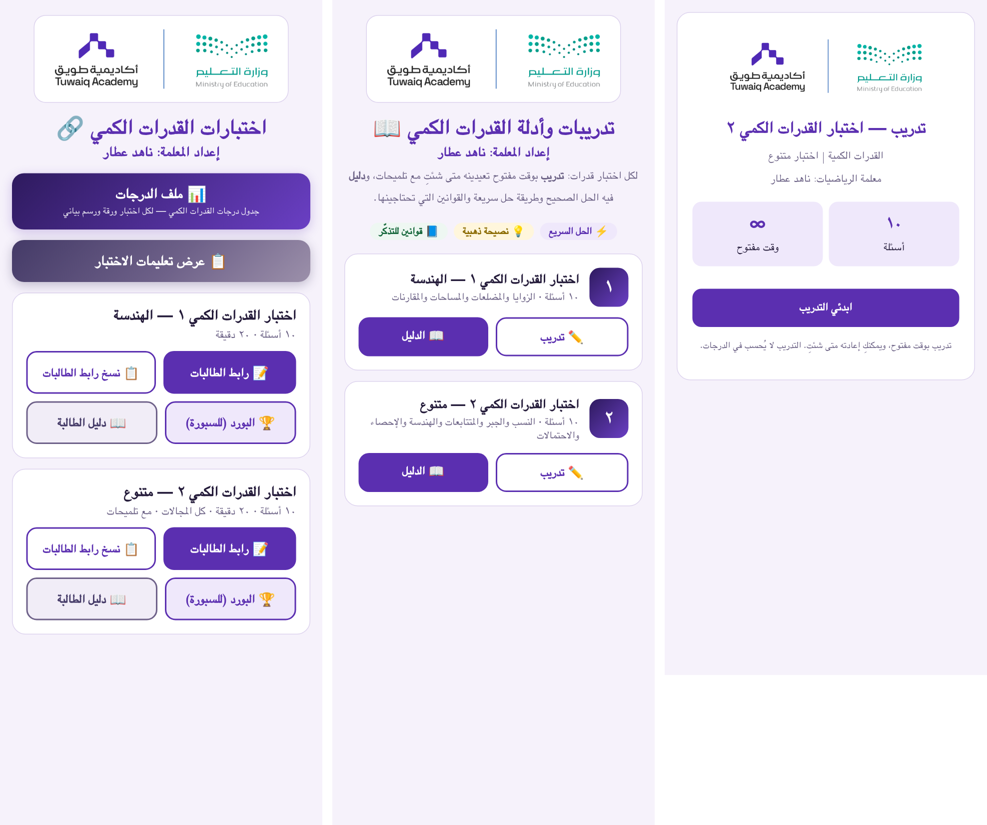 وزارة التعليم
Ministry of Education
أكاديمية طويق
Tuwaiq Academy
اختبارات القدرات الكمي 🔗
إعداد المعلمة: ناهد عطار
📊 ملف الدرجات
جدول درجات القدرات الكمي — لكل اختبار ورقة ورسم بياني
📋 عرض تعليمات الاختبار
اختبار القدرات الكمي ١ — الهندسة
١٠ أسئلة · ٢٠ دقيقة
📝 رابط الطالبات
📋 نسخ رابط الطالبات
🏆 البورد (للسبورة)
📖 دليل الطالبة
اختبار القدرات الكمي ٢ — متنوع
١٠ أسئلة · ٢٠ دقيقة · كل المجالات · مع تلميحات
📝 رابط الطالبات
📋 نسخ رابط الطالبات
🏆 البورد (للسبورة)
📖 دليل الطالبة
وزارة التعليم
Ministry of Education
أكاديمية طويق
Tuwaiq Academy
تدريبات وأدلة القدرات الكمي 📖
إعداد المعلمة: ناهد عطار
لكل اختبار قدرات: تدريب بوقت مفتوح تعيدينه متى شئتِ مع تلميحات، ودليل
فيه الحل الصحيح وطريقة حل سريعة والقوانين التي تحتاجينها.
⚡ الحل السريع
💡 نصيحة ذهبية
📘 قوانين للتذكّر
١
اختبار القدرات الكمي ١ — الهندسة
١٠ أسئلة · الزوايا والمضلعات والمساحات والمقارنات
✏️ تدريب
📖 الدليل
٢
اختبار القدرات الكمي ٢ — متنوع
١٠ أسئلة · النسب والجبر والمتتابعات والهندسة والإحصاء
والاحتمالات
✏️ تدريب
📖 الدليل
وزارة التعليم
Ministry of Education
أكاديمية طويق
Tuwaiq Academy
تدريب — اختبار القدرات الكمي ٢
القدرات الكمية | اختبار متنوع
معلمة الرياضيات: ناهد عطار
١٠
أسئلة
∞
وقت مفتوح
ابدئي التدريب
تدريب بوقت مفتوح، ويمكنكِ إعادته متى شئتِ. التدريب لا يُحسب في الدرجات.